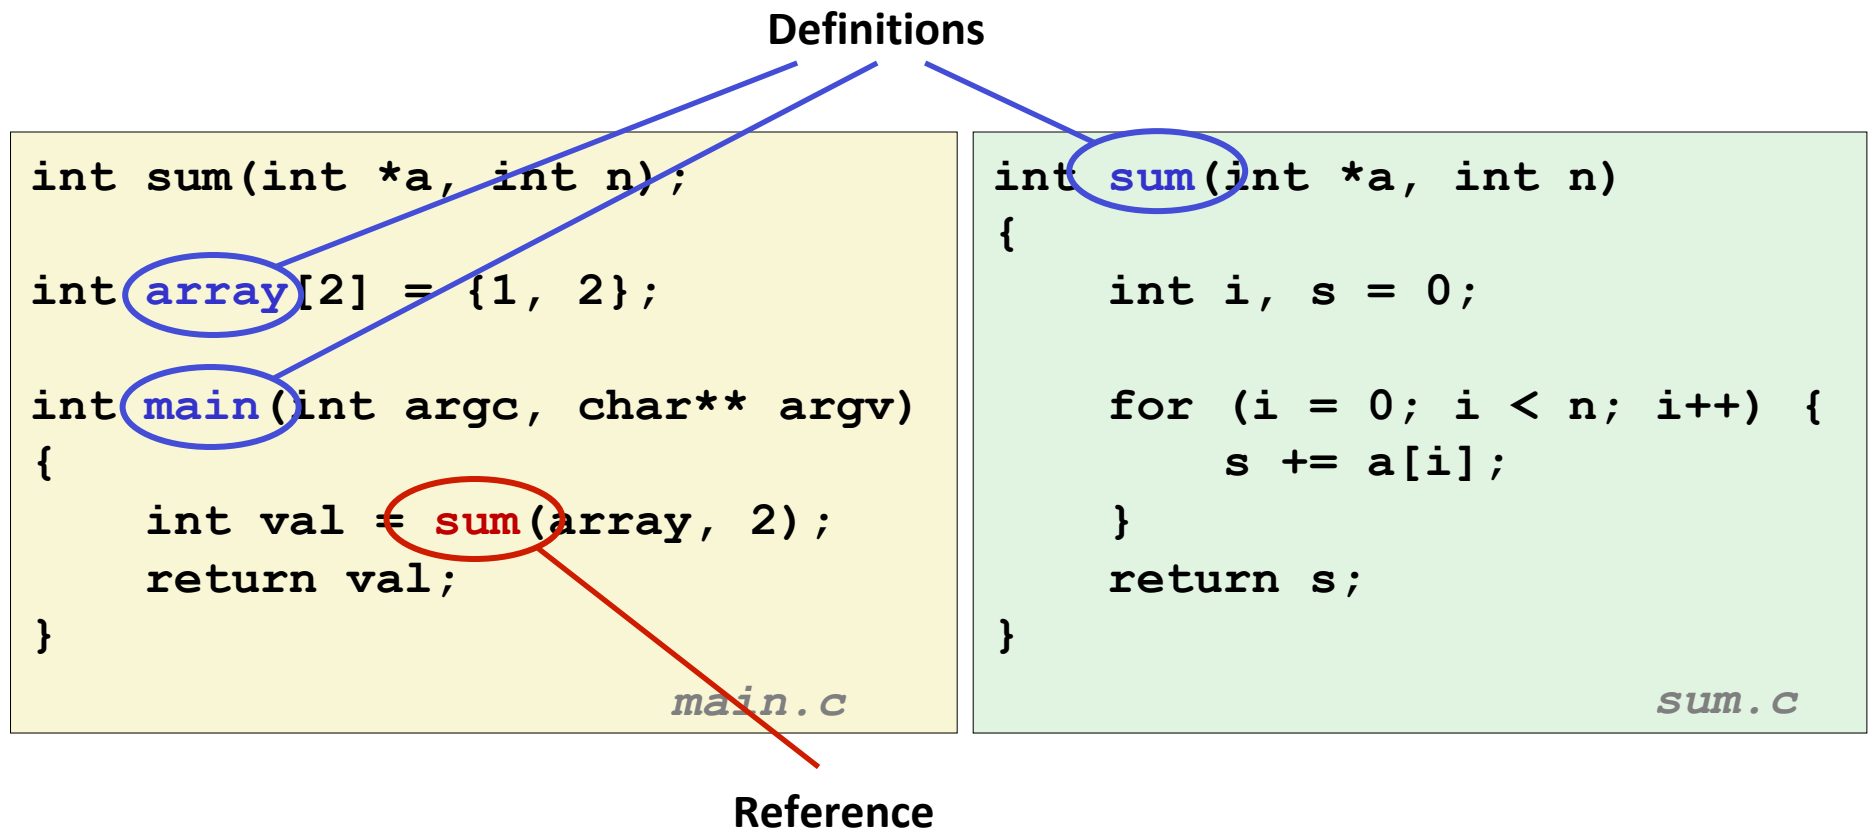 Definitions
int sum(int *a, int n);
int array[2] = {1, 2};
int main(int argc, char** argv)
{
    int val = sum(array, 2);
    return val;
}
main.c
int sum(int *a, int n)
{
    int i, s = 0;
    for (i = 0; i < n; i++) {
        s += a[i];
    }
    return s;
}
sum.c
Reference